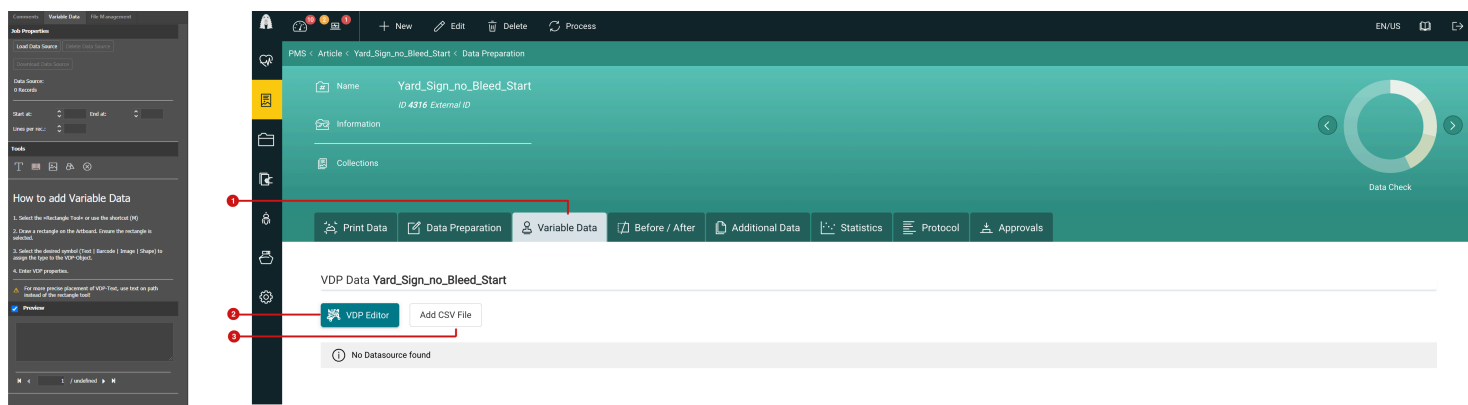 Comments Variable Data File Management
Job Properties
Load Data Source Delete Data Source
Download Data Source
Data Source:
0 Records
Start at: End at:
Lines per rec.:
Tools
How to add Variable Data
1. Select the »Rectangle Tool« or use the shortcut (M)
2. Draw a rectangle on the Artboard. Ensure the rectangle is
selected.
3. Select the desired symbol (Text | Barcode | Image | Shape) to
assign the type to the VDP-Object.
4. Enter VDP properties.
For more precise placement of VDP-Text, use text on path
instead of the rectangle tool!
Preview
1 / undefined
10 1
New Edit Delete Process
EN/US
PMS < Article < Yard_Sign_no_Bleed_Start < Data Preparation
Name Yard_Sign_no_Bleed_Start
ID 4316 External ID
Information
Collections
Data Check
1
Print Data Data Preparation Variable Data Before / After Additional Data Statistics Protocol Approvals
VDP Data Yard_Sign_no_Bleed_Start
2
VDP Editor Add CSV File
3
No Datasource found